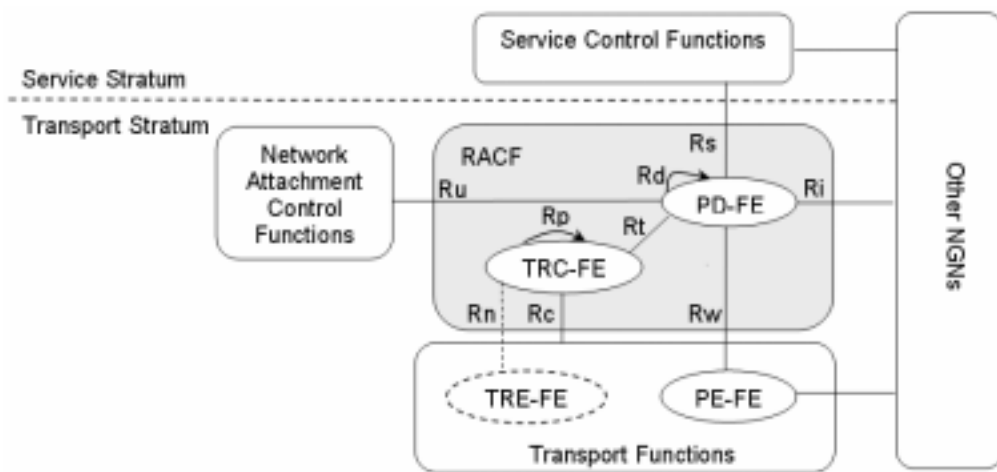 Service Control Functions
Service Stratum
Transport Stratum
Network
Attachment
Control
Functions
RACF
Rs
Rd
Ru
PD-FE
Ri
Rp
Rt
TRC-FE
Rn
Rc
Rw
TRE-FE
PE-FE
Transport Functions
Other NGNs